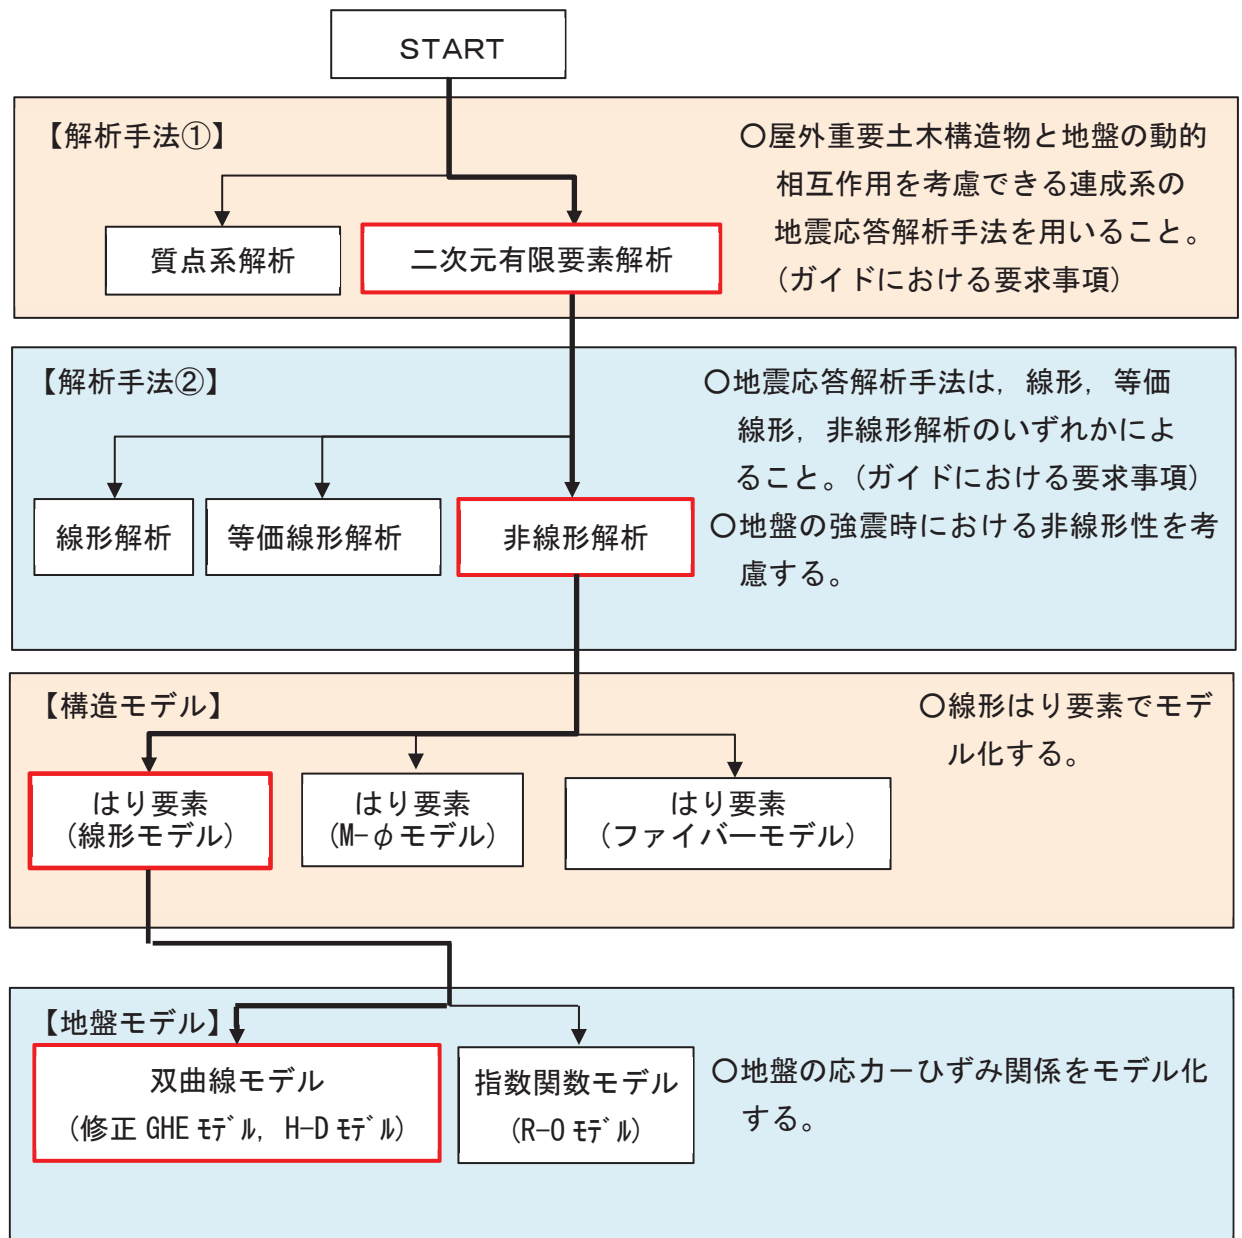 START
【解析手法①】
質点系解析
二次元有限要素解析
〇屋外重要土木構造物と地盤の動的
相互作用を考慮できる連成系の
地震応答解析手法を用いること。
(ガイドにおける要求事項)
【解析手法②】
線形解析
等価線形解析
非線形解析
〇地震応答解析手法は，線形，等価
線形，非線形解析のいずれかによ
ること。(ガイドにおける要求事項)
〇地盤の強震時における非線形性を考
慮する。
【構造モデル】
はり要素
(線形モデル)
はり要素
(M-φモデル)
はり要素
(ファイバーモデル)
〇線形はり要素でモデ
ル化する。
【地盤モデル】
双曲線モデル
(修正 GHE ﾓﾃﾞﾙ，H-D ﾓﾃﾞﾙ)
指数関数モデル
(R-O ﾓﾃﾞﾙ)
〇地盤の応力－ひずみ関係をモデル化
する。